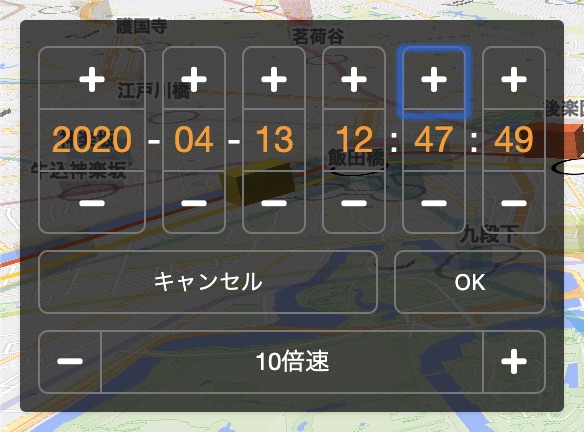 護国寺
茗荷谷
+ + + + + +
江戸川橋
後楽園
2020 - 04 - 13 12 : 47 : 49
飯田橋
牛込神楽坂
− − − − − −
九段下
キャンセル OK
− 10倍速 +